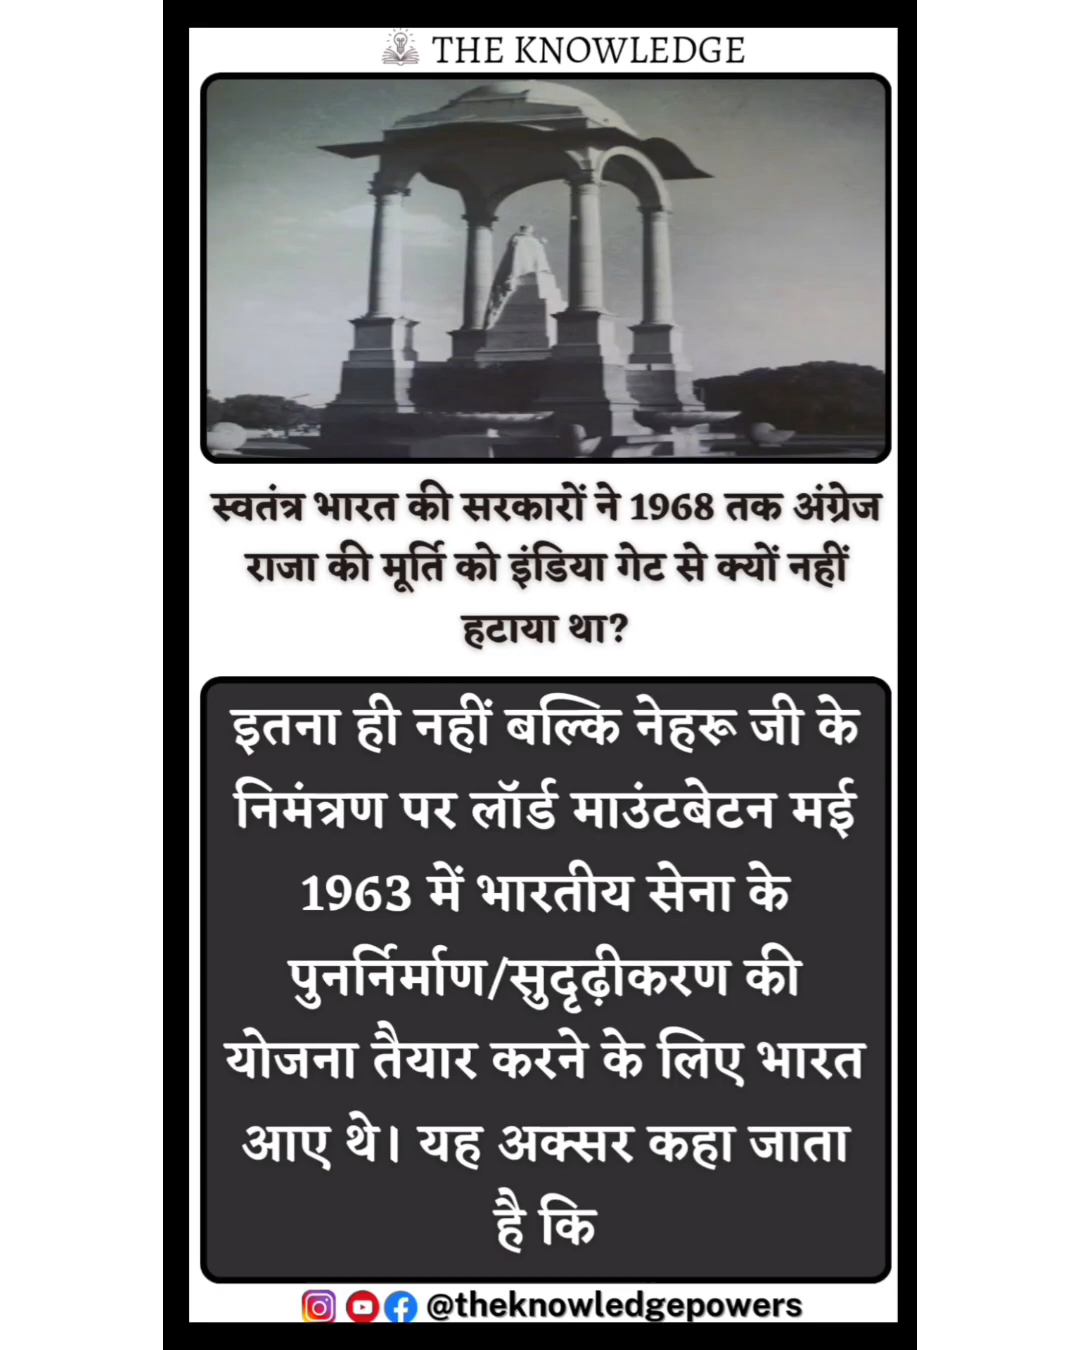 THE KNOWLEDGE
स्वतंत्र भारत की सरकारों ने 1968 तक अंग्रेज
राजा की मूर्ति को इंडिया गेट से क्यों नहीं
हटाया था?
इतना ही नहीं बल्कि नेहरू जी के
निमंत्रण पर लॉर्ड माउंटबेटन मई
1963 में भारतीय सेना के
पुनर्निर्माण/सुदृढ़ीकरण की
योजना तैयार करने के लिए भारत
आए थे। यह अक्सर कहा जाता
है कि
@theknowledgepowers